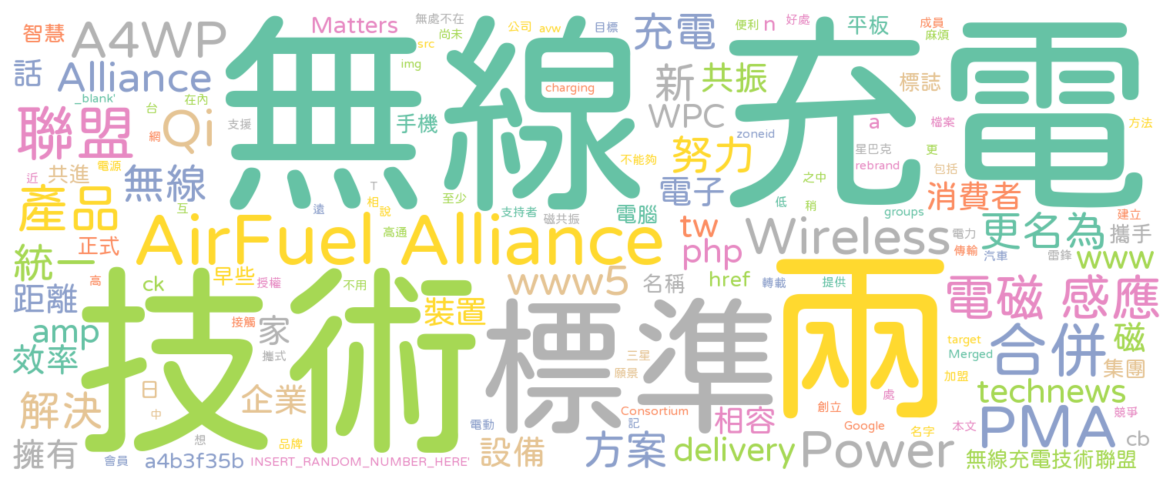 無線充電
技術
標準
兩
AirFuel Alliance
智慧
A4WP
Matters
無處不在
尚未
公司
avw
目標
便利
n
好處
成員
麻煩
充電
平板
src
img
話
Alliance
_blank'
在內
台
支援
手機
charging
新
共振
標誌
聯盟
網
Qi
WPC
a
檔案
方法
zoneid
星巴克
更
努力
rebrand
包括
不能夠
近
共進
電源
無線
互
T
相
說
遠
高通
至少
支持者
磁共振
電腦
電子
之中
低
稍
groups
消費者
建立
產品
正式
tw
php
Wireless
電力
傳輸
更名為
攜手
汽車
雷鋒
www
統一
高
ck
早些
授權
不用
www5
名稱
href
轉載
提供
電磁 感應
距離
amp
接觸
家
攜式
裝置
效率
三星
願景
target
Merged
合併
磁
集團
加盟
處
technews
日
中
企業
解決
想
品牌
電動
Consortium
記
相容
創立
Google
名字
本文
PMA
競爭
cb
擁有
會員
a4b3f35b
INSERT_RANDOM_NUMBER_HERE'
設備
方案
delivery
Power
無線充電技術聯盟